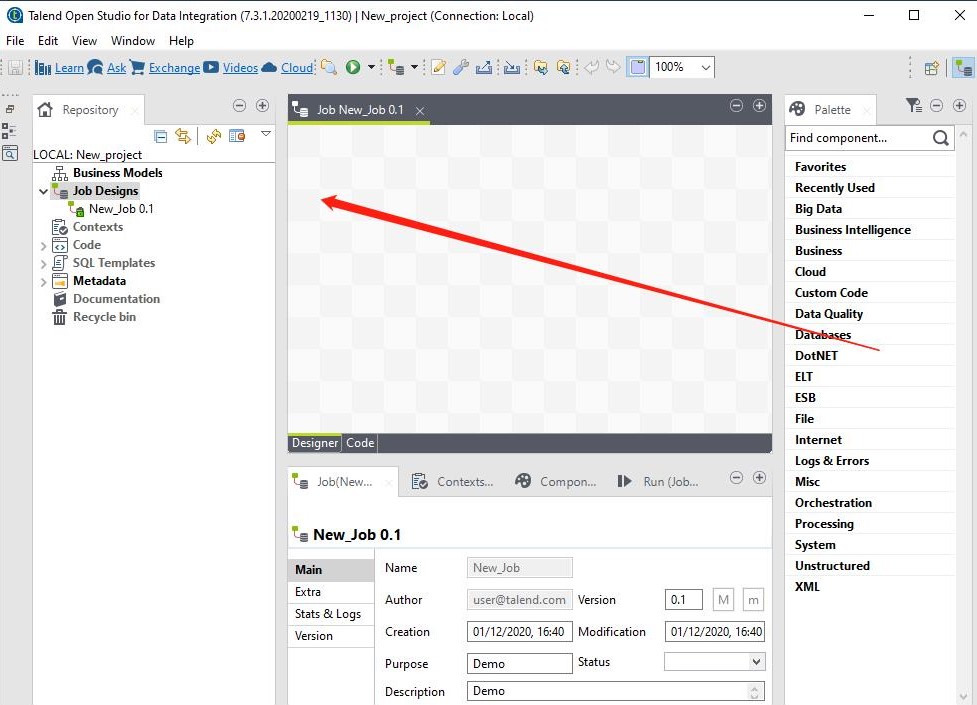 Talend Open Studio for Data Integration (7.3.1.20200219_1130) | New_project (Connection: Local)
File Edit View Window Help
Learn Ask Exchange Videos Cloud 100%
Repository
LOCAL: New_project
Business Models
Job Designs
New_Job 0.1
Contexts
Code
SQL Templates
Metadata
Documentation
Recycle bin
Job New_Job 0.1
Designer Code
Job(New... Contexts... Compon... Run (Job...
New_Job 0.1
Main
Extra
Stats & Logs
Version
Name New_Job
Author user@talend.com Version 0.1 M m
Creation 01/12/2020, 16:40 Modification 01/12/2020, 16:40
Purpose Demo Status
Description Demo
Palette
Find component...
Favorites
Recently Used
Big Data
Business Intelligence
Business
Cloud
Custom Code
Data Quality
Databases
DotNET
ELT
ESB
File
Internet
Logs & Errors
Misc
Orchestration
Processing
System
Unstructured
XML